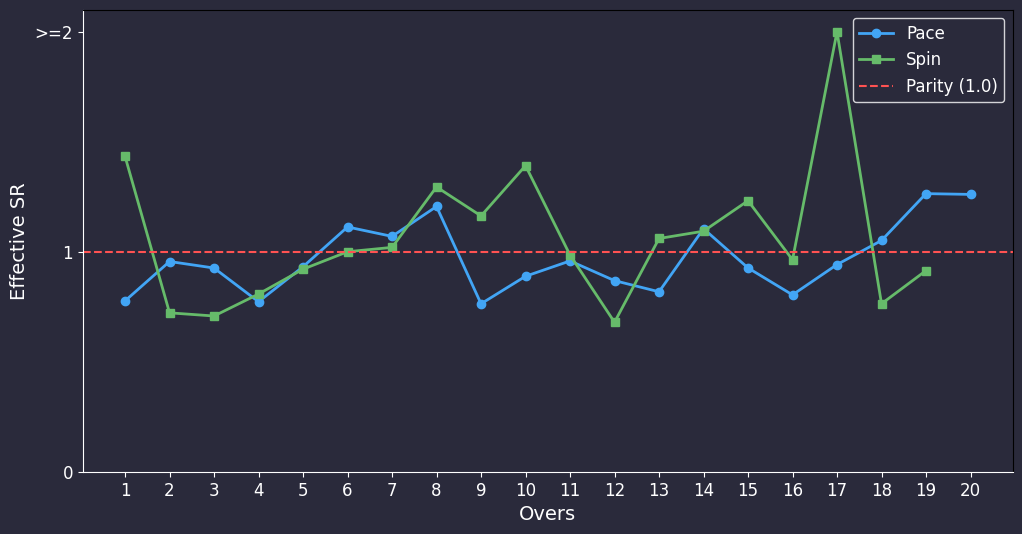 Pace
Spin
Parity (1.0)
Effective SR
>=2
1
0
1 2 3 4 5 6 7 8 9 10 11 12 13 14 15 16 17 18 19 20
Overs